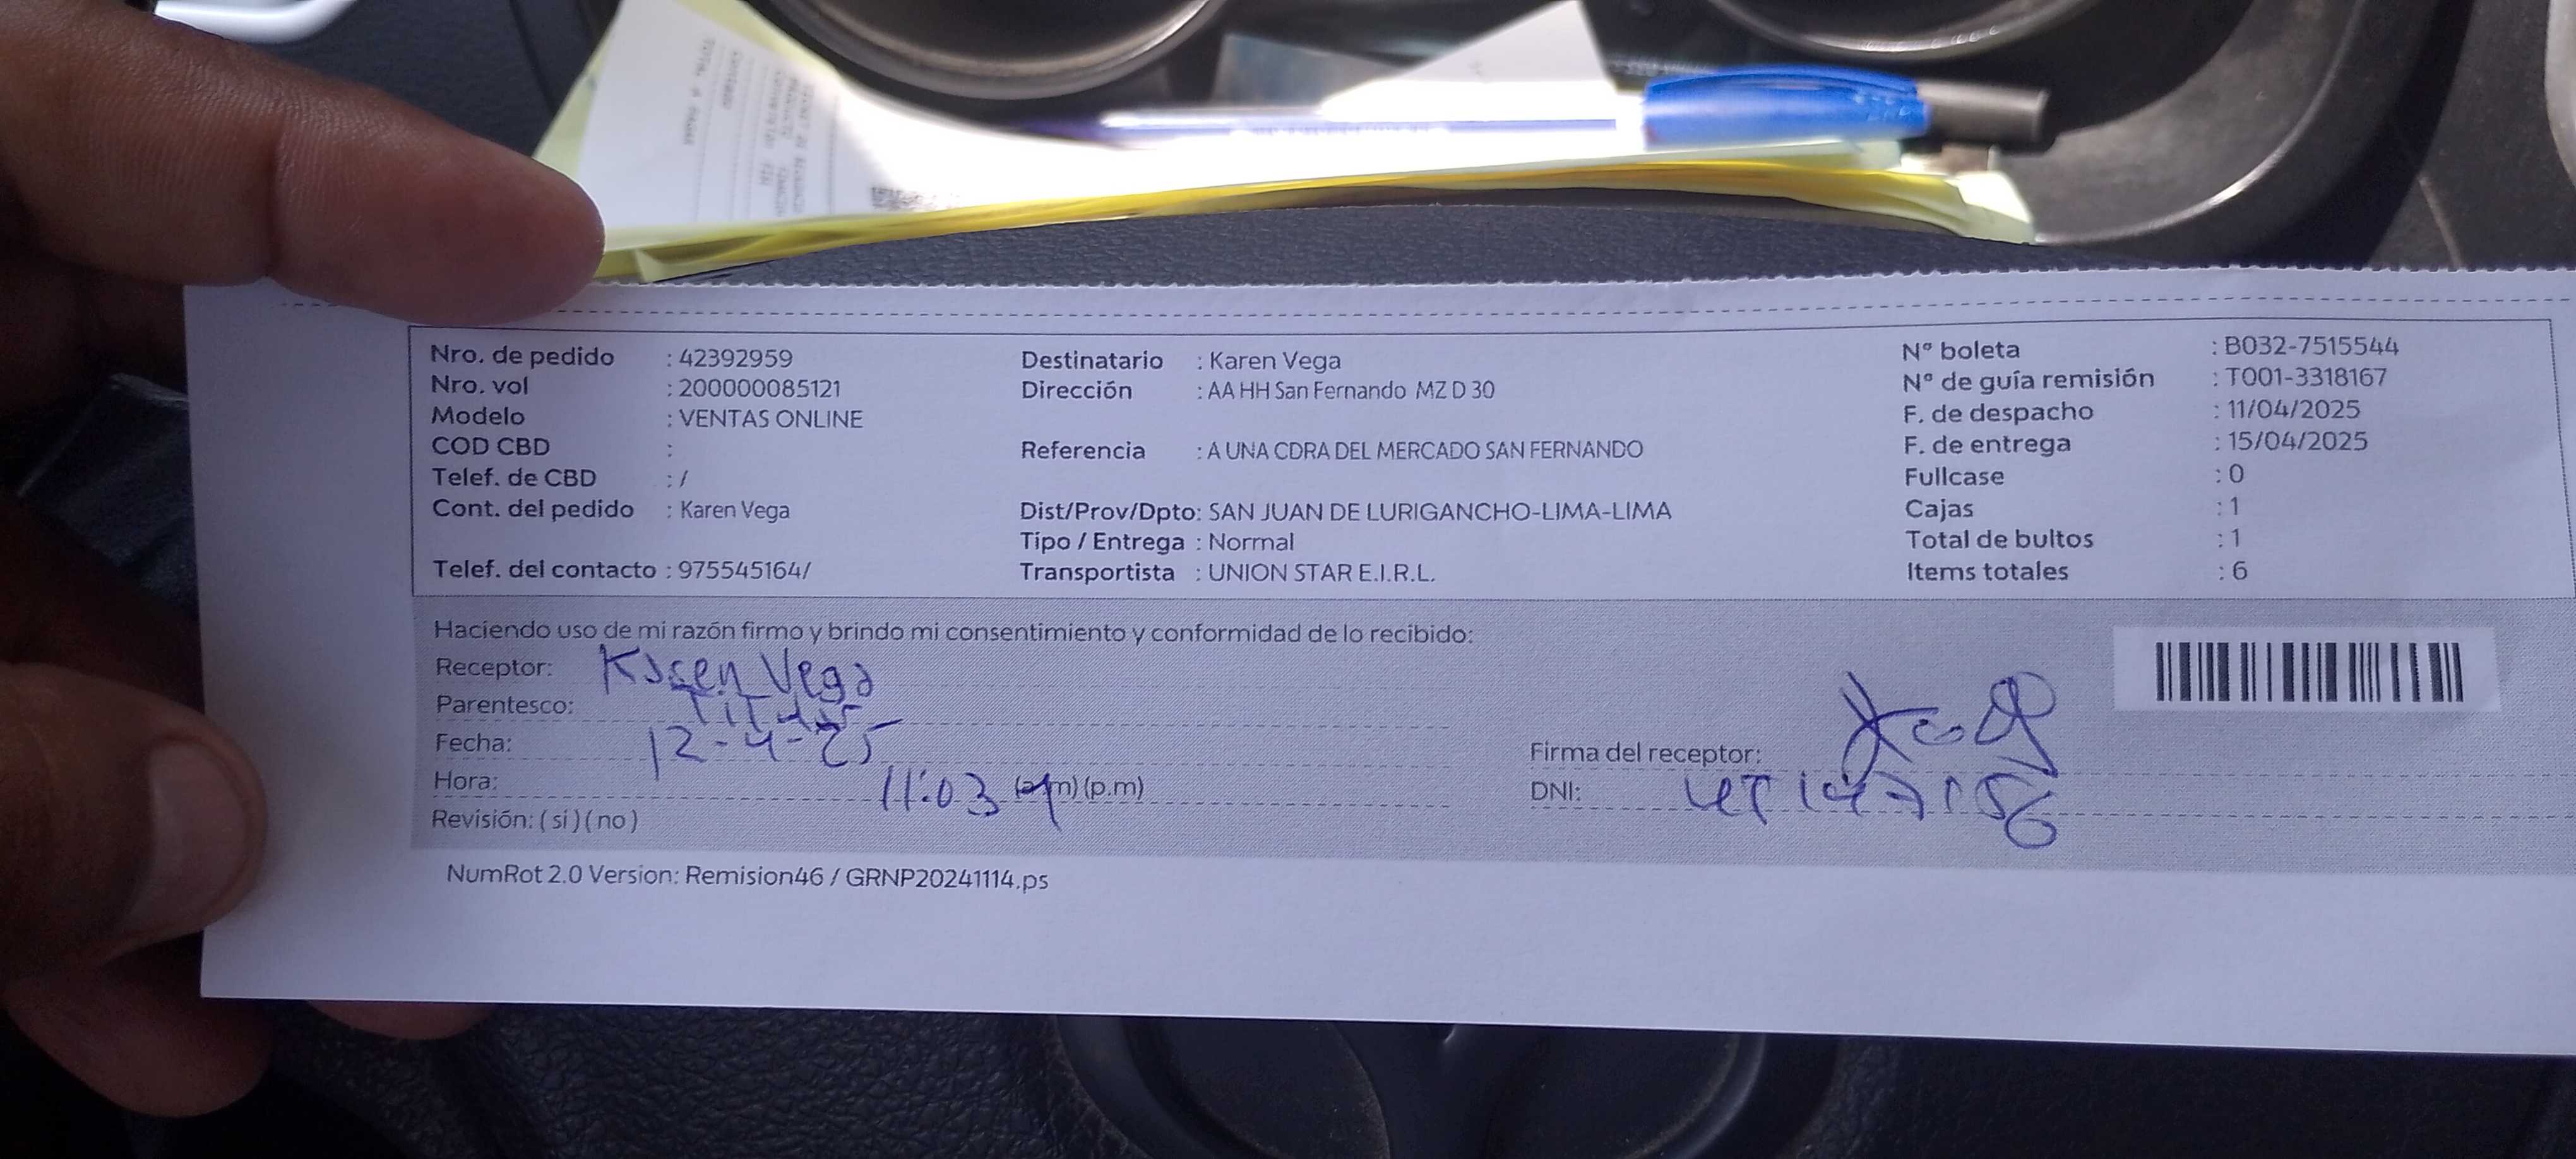 Nro. de pedido : 42392959
Nro. vol : 200000085121
Modelo : VENTAS ONLINE
COD CBD :
Telef. de CBD : /
Cont. del pedido : Karen Vega
Telef. del contacto : 975545164/
Destinatario : Karen Vega
Dirección : AA HH San Fernando MZ D 30
Referencia : A UNA CDRA DEL MERCADO SAN FERNANDO
Dist/Prov/Dpto: SAN JUAN DE LURIGANCHO-LIMA-LIMA
Tipo / Entrega : Normal
Transportista : UNION STAR E.I.R.L.
Nº boleta : B032-7515544
Nº de guía remisión : T001-3318167
F. de despacho : 11/04/2025
F. de entrega : 15/04/2025
Fullcase : 0
Cajas : 1
Total de bultos : 1
Items totales : 6
Haciendo uso de mi razón firmo y brindo mi consentimiento y conformidad de lo recibido:
Receptor: Karen Vega
Parentesco:
Fecha: 12-4-25
Hora: 11:03 (a.m) (p.m)
Revisión: ( si ) ( no )
Firma del receptor:
DNI:
NumRot 2.0 Version: Remision46 / GRNP20241114.ps